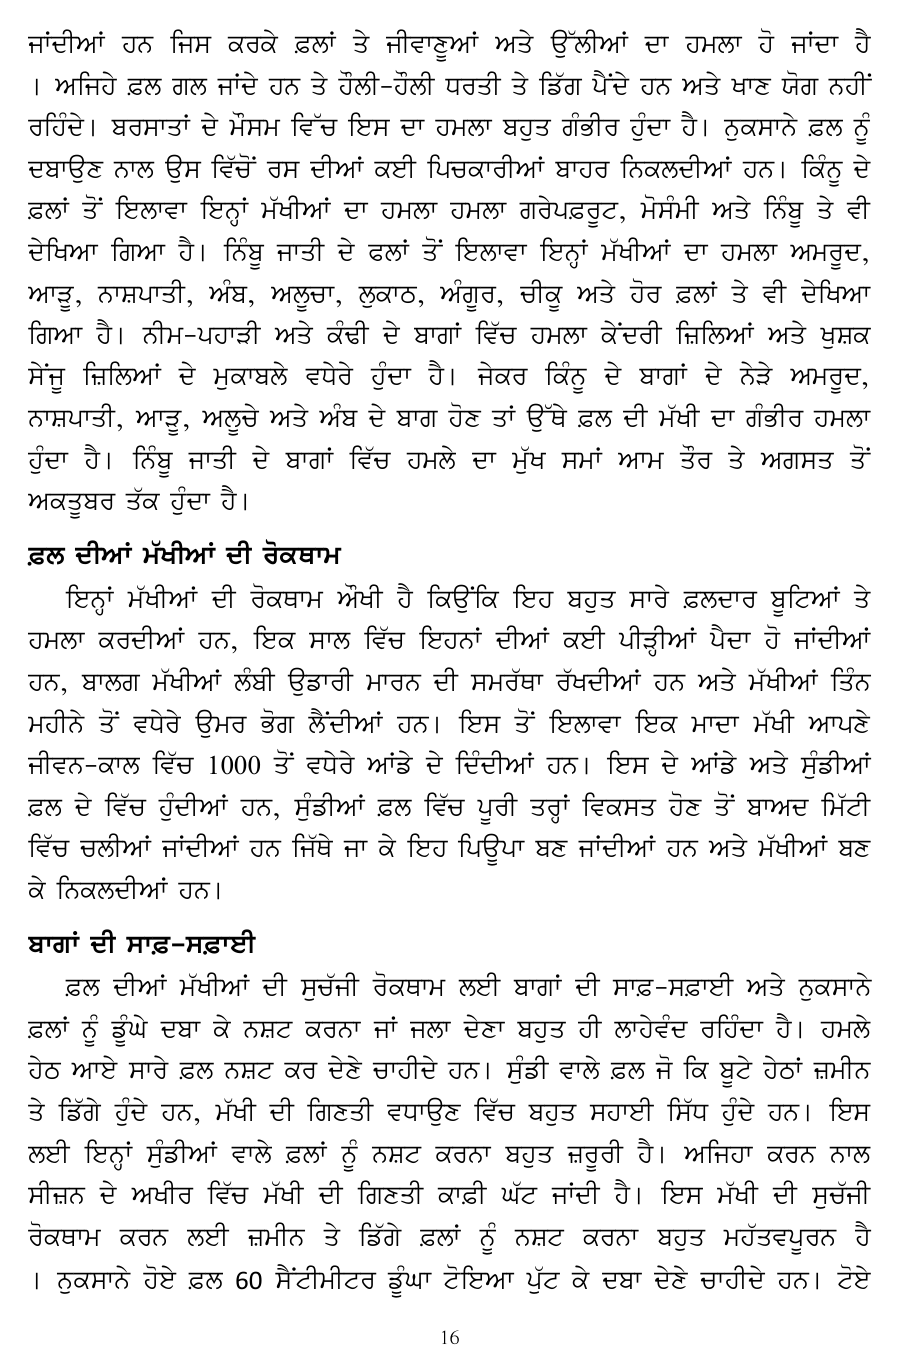 ਜਾਂਦੀਆਂ ਹਨ ਜਿਸ ਕਰਕੇ ਫ਼ਲਾਂ ਤੇ ਜੀਵਾਣੂਆਂ ਅਤੇ ਉੱਲੀਆਂ ਦਾ ਹਮਲਾ ਹੋ ਜਾਂਦਾ ਹੈ
। ਅਜਿਹੇ ਫ਼ਲ ਗਲ ਜਾਂਦੇ ਹਨ ਤੇ ਹੌਲੀ-ਹੌਲੀ ਧਰਤੀ ਤੇ ਡਿੱਗ ਪੈਂਦੇ ਹਨ ਅਤੇ ਖਾਣ ਯੋਗ ਨਹੀਂ
ਰਹਿੰਦੇ। ਬਰਸਾਤਾਂ ਦੇ ਮੌਸਮ ਵਿੱਚ ਇਸ ਦਾ ਹਮਲਾ ਬਹੁਤ ਗੰਭੀਰ ਹੁੰਦਾ ਹੈ। ਨੁਕਸਾਨੇ ਫ਼ਲ ਨੂੰ
ਦਬਾਉਣ ਨਾਲ ਉਸ ਵਿੱਚੋਂ ਰਸ ਦੀਆਂ ਕਈ ਪਿਚਕਾਰੀਆਂ ਬਾਹਰ ਨਿਕਲਦੀਆਂ ਹਨ। ਕਿੰਨੂ ਦੇ
ਫ਼ਲਾਂ ਤੋਂ ਇਲਾਵਾ ਇਨ੍ਹਾਂ ਮੱਖੀਆਂ ਦਾ ਹਮਲਾ ਹਮਲਾ ਗਰੇਪਫ਼ਰੂਟ, ਮੋਸੰਮੀ ਅਤੇ ਨਿੰਬੂ ਤੇ ਵੀ
ਦੇਖਿਆ ਗਿਆ ਹੈ। ਨਿੰਬੂ ਜਾਤੀ ਦੇ ਫਲਾਂ ਤੋਂ ਇਲਾਵਾ ਇਨ੍ਹਾਂ ਮੱਖੀਆਂ ਦਾ ਹਮਲਾ ਅਮਰੂਦ,
ਆੜੂ, ਨਾਸ਼ਪਾਤੀ, ਅੰਬ, ਅਲੂਚਾ, ਲੁਕਾਠ, ਅੰਗੂਰ, ਚੀਕੂ ਅਤੇ ਹੋਰ ਫ਼ਲਾਂ ਤੇ ਵੀ ਦੇਖਿਆ
ਗਿਆ ਹੈ। ਨੀਮ-ਪਹਾੜੀ ਅਤੇ ਕੰਢੀ ਦੇ ਬਾਗਾਂ ਵਿੱਚ ਹਮਲਾ ਕੇਂਦਰੀ ਜ਼ਿਲਿਆਂ ਅਤੇ ਖੁਸ਼ਕ
ਸੇਂਜੂ ਜ਼ਿਲਿਆਂ ਦੇ ਮੁਕਾਬਲੇ ਵਧੇਰੇ ਹੁੰਦਾ ਹੈ। ਜੇਕਰ ਕਿੰਨੂ ਦੇ ਬਾਗਾਂ ਦੇ ਨੇੜੇ ਅਮਰੂਦ,
ਨਾਸ਼ਪਾਤੀ, ਆੜੂ, ਅਲੂਚੇ ਅਤੇ ਅੰਬ ਦੇ ਬਾਗ ਹੋਣ ਤਾਂ ਉੱਥੇ ਫ਼ਲ ਦੀ ਮੱਖੀ ਦਾ ਗੰਭੀਰ ਹਮਲਾ
ਹੁੰਦਾ ਹੈ। ਨਿੰਬੂ ਜਾਤੀ ਦੇ ਬਾਗਾਂ ਵਿੱਚ ਹਮਲੇ ਦਾ ਮੁੱਖ ਸਮਾਂ ਆਮ ਤੌਰ ਤੇ ਅਗਸਤ ਤੋਂ
ਅਕਤੂਬਰ ਤੱਕ ਹੁੰਦਾ ਹੈ।
ਫ਼ਲ ਦੀਆਂ ਮੱਖੀਆਂ ਦੀ ਰੋਕਥਾਮ
ਇਨ੍ਹਾਂ ਮੱਖੀਆਂ ਦੀ ਰੋਕਥਾਮ ਔਖੀ ਹੈ ਕਿਉਂਕਿ ਇਹ ਬਹੁਤ ਸਾਰੇ ਫ਼ਲਦਾਰ ਬੂਟਿਆਂ ਤੇ
ਹਮਲਾ ਕਰਦੀਆਂ ਹਨ, ਇਕ ਸਾਲ ਵਿੱਚ ਇਹਨਾਂ ਦੀਆਂ ਕਈ ਪੀੜ੍ਹੀਆਂ ਪੈਦਾ ਹੋ ਜਾਂਦੀਆਂ
ਹਨ, ਬਾਲਗ ਮੱਖੀਆਂ ਲੰਬੀ ਉਡਾਰੀ ਮਾਰਨ ਦੀ ਸਮਰੱਥਾ ਰੱਖਦੀਆਂ ਹਨ ਅਤੇ ਮੱਖੀਆਂ ਤਿੰਨ
ਮਹੀਨੇ ਤੋਂ ਵਧੇਰੇ ਉਮਰ ਭੋਗ ਲੈਂਦੀਆਂ ਹਨ। ਇਸ ਤੋਂ ਇਲਾਵਾ ਇਕ ਮਾਦਾ ਮੱਖੀ ਆਪਣੇ
ਜੀਵਨ-ਕਾਲ ਵਿੱਚ 1000 ਤੋਂ ਵਧੇਰੇ ਆਂਡੇ ਦੇ ਦਿੰਦੀਆਂ ਹਨ। ਇਸ ਦੇ ਆਂਡੇ ਅਤੇ ਸੁੰਡੀਆਂ
ਫ਼ਲ ਦੇ ਵਿੱਚ ਹੁੰਦੀਆਂ ਹਨ, ਸੁੰਡੀਆਂ ਫ਼ਲ ਵਿੱਚ ਪੂਰੀ ਤਰ੍ਹਾਂ ਵਿਕਸਤ ਹੋਣ ਤੋਂ ਬਾਅਦ ਮਿੱਟੀ
ਵਿੱਚ ਚਲੀਆਂ ਜਾਂਦੀਆਂ ਹਨ ਜਿੱਥੇ ਜਾ ਕੇ ਇਹ ਪਿਊਪਾ ਬਣ ਜਾਂਦੀਆਂ ਹਨ ਅਤੇ ਮੱਖੀਆਂ ਬਣ
ਕੇ ਨਿਕਲਦੀਆਂ ਹਨ।
ਬਾਗਾਂ ਦੀ ਸਾਫ਼-ਸਫ਼ਾਈ
ਫ਼ਲ ਦੀਆਂ ਮੱਖੀਆਂ ਦੀ ਸੁਚੱਜੀ ਰੋਕਥਾਮ ਲਈ ਬਾਗਾਂ ਦੀ ਸਾਫ਼-ਸਫ਼ਾਈ ਅਤੇ ਨੁਕਸਾਨੇ
ਫ਼ਲਾਂ ਨੂੰ ਡੂੰਘੇ ਦਬਾ ਕੇ ਨਸ਼ਟ ਕਰਨਾ ਜਾਂ ਜਲਾ ਦੇਣਾ ਬਹੁਤ ਹੀ ਲਾਹੇਵੰਦ ਰਹਿੰਦਾ ਹੈ। ਹਮਲੇ
ਹੇਠ ਆਏ ਸਾਰੇ ਫ਼ਲ ਨਸ਼ਟ ਕਰ ਦੇਣੇ ਚਾਹੀਦੇ ਹਨ। ਸੁੰਡੀ ਵਾਲੇ ਫ਼ਲ ਜੋ ਕਿ ਬੂਟੇ ਹੇਠਾਂ ਜ਼ਮੀਨ
ਤੇ ਡਿੱਗੇ ਹੁੰਦੇ ਹਨ, ਮੱਖੀ ਦੀ ਗਿਣਤੀ ਵਧਾਉਣ ਵਿੱਚ ਬਹੁਤ ਸਹਾਈ ਸਿੱਧ ਹੁੰਦੇ ਹਨ। ਇਸ
ਲਈ ਇਨ੍ਹਾਂ ਸੁੰਡੀਆਂ ਵਾਲੇ ਫ਼ਲਾਂ ਨੂੰ ਨਸ਼ਟ ਕਰਨਾ ਬਹੁਤ ਜ਼ਰੂਰੀ ਹੈ। ਅਜਿਹਾ ਕਰਨ ਨਾਲ
ਸੀਜ਼ਨ ਦੇ ਅਖੀਰ ਵਿੱਚ ਮੱਖੀ ਦੀ ਗਿਣਤੀ ਕਾਫ਼ੀ ਘੱਟ ਜਾਂਦੀ ਹੈ। ਇਸ ਮੱਖੀ ਦੀ ਸੁਚੱਜੀ
ਰੋਕਥਾਮ ਕਰਨ ਲਈ ਜ਼ਮੀਨ ਤੇ ਡਿੱਗੇ ਫ਼ਲਾਂ ਨੂੰ ਨਸ਼ਟ ਕਰਨਾ ਬਹੁਤ ਮਹੱਤਵਪੂਰਨ ਹੈ
। ਨੁਕਸਾਨੇ ਹੋਏ ਫ਼ਲ 60 ਸੈਂਟੀਮੀਟਰ ਡੂੰਘਾ ਟੋਇਆ ਪੁੱਟ ਕੇ ਦਬਾ ਦੇਣੇ ਚਾਹੀਦੇ ਹਨ। ਟੋਏ
16